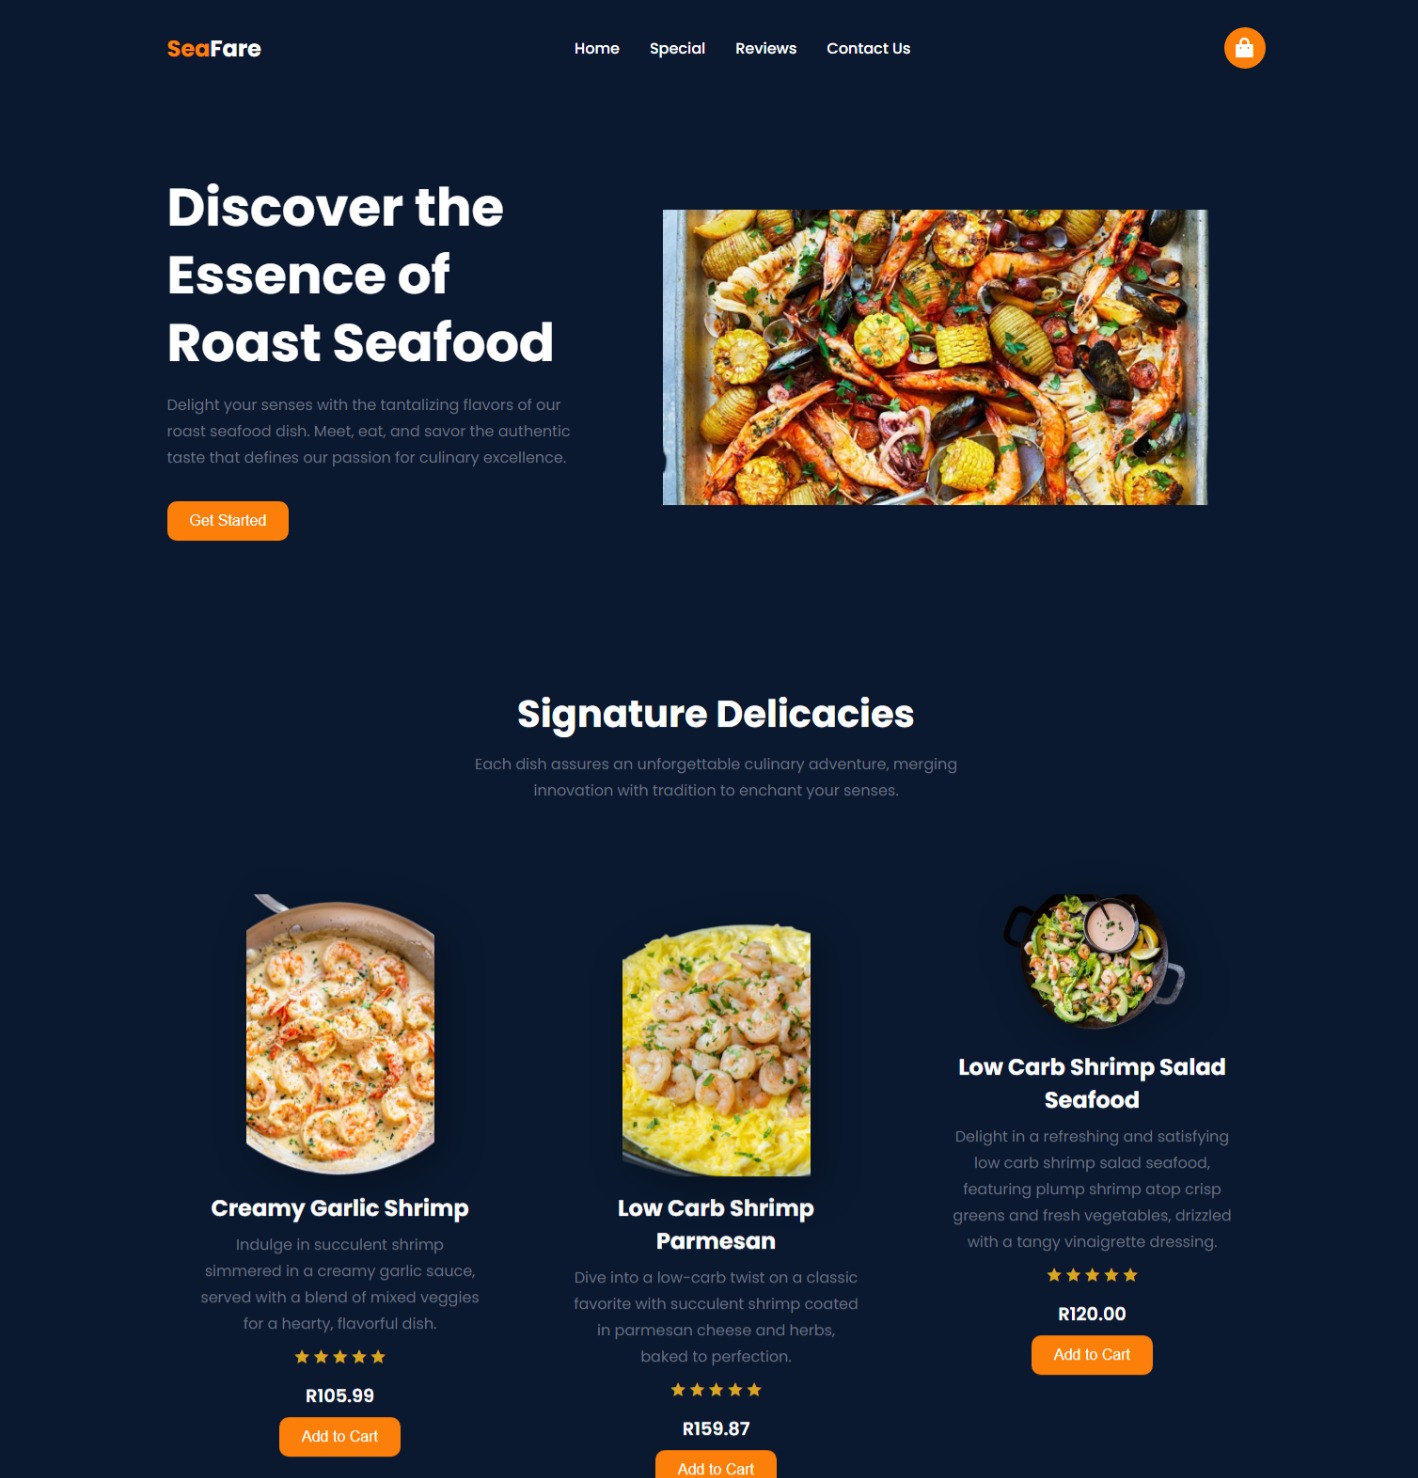 SeaFare
Home Special Reviews Contact Us
Discover the
Essence of
Roast Seafood
Delight your senses with the tantalizing flavors of our
roast seafood dish. Meet, eat, and savor the authentic
taste that defines our passion for culinary excellence.
Get Started
Signature Delicacies
Each dish assures an unforgettable culinary adventure, merging
innovation with tradition to enchant your senses.
Creamy Garlic Shrimp
Indulge in succulent shrimp
simmered in a creamy garlic sauce,
served with a blend of mixed veggies
for a hearty, flavorful dish.
R105.99
Add to Cart
Low Carb Shrimp
Parmesan
Dive into a low-carb twist on a classic
favorite with succulent shrimp coated
in parmesan cheese and herbs,
baked to perfection.
R159.87
Add to Cart
Low Carb Shrimp Salad
Seafood
Delight in a refreshing and satisfying
low carb shrimp salad seafood,
featuring plump shrimp atop crisp
greens and fresh vegetables, drizzled
with a tangy vinaigrette dressing.
R120.00
Add to Cart